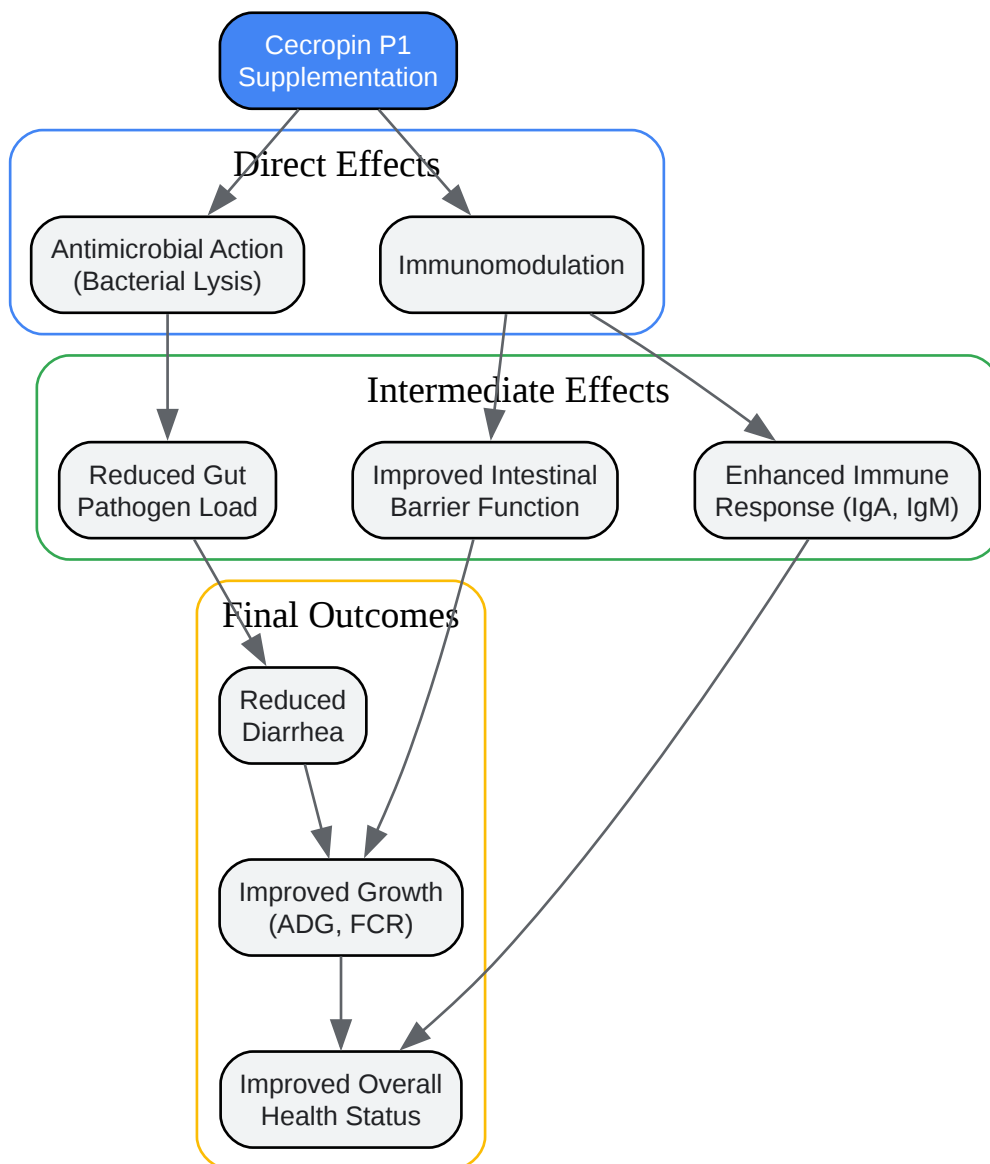 Cecropin P1
Supplementation
Direct Effects
Antimicrobial Action
(Bacterial Lysis)
Immunomodulation
Intermediate Effects
Reduced Gut
Pathogen Load
Improved Intestinal
Barrier Function
Enhanced Immune
Response (IgA, IgM)
Final Outcomes
Reduced
Diarrhea
Improved Growth
(ADG, FCR)
Improved Overall
Health Status